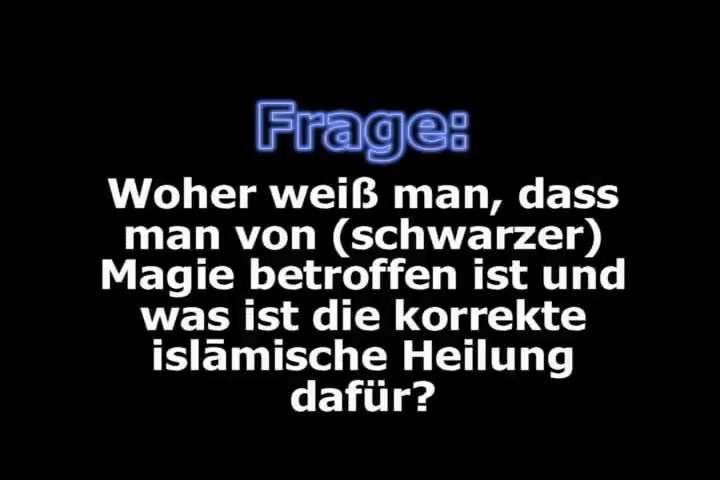 Frage:
Woher weiß man, dass
man von (schwarzer)
Magie betroffen ist und
was ist die korrekte
islāmische Heilung
dafür?